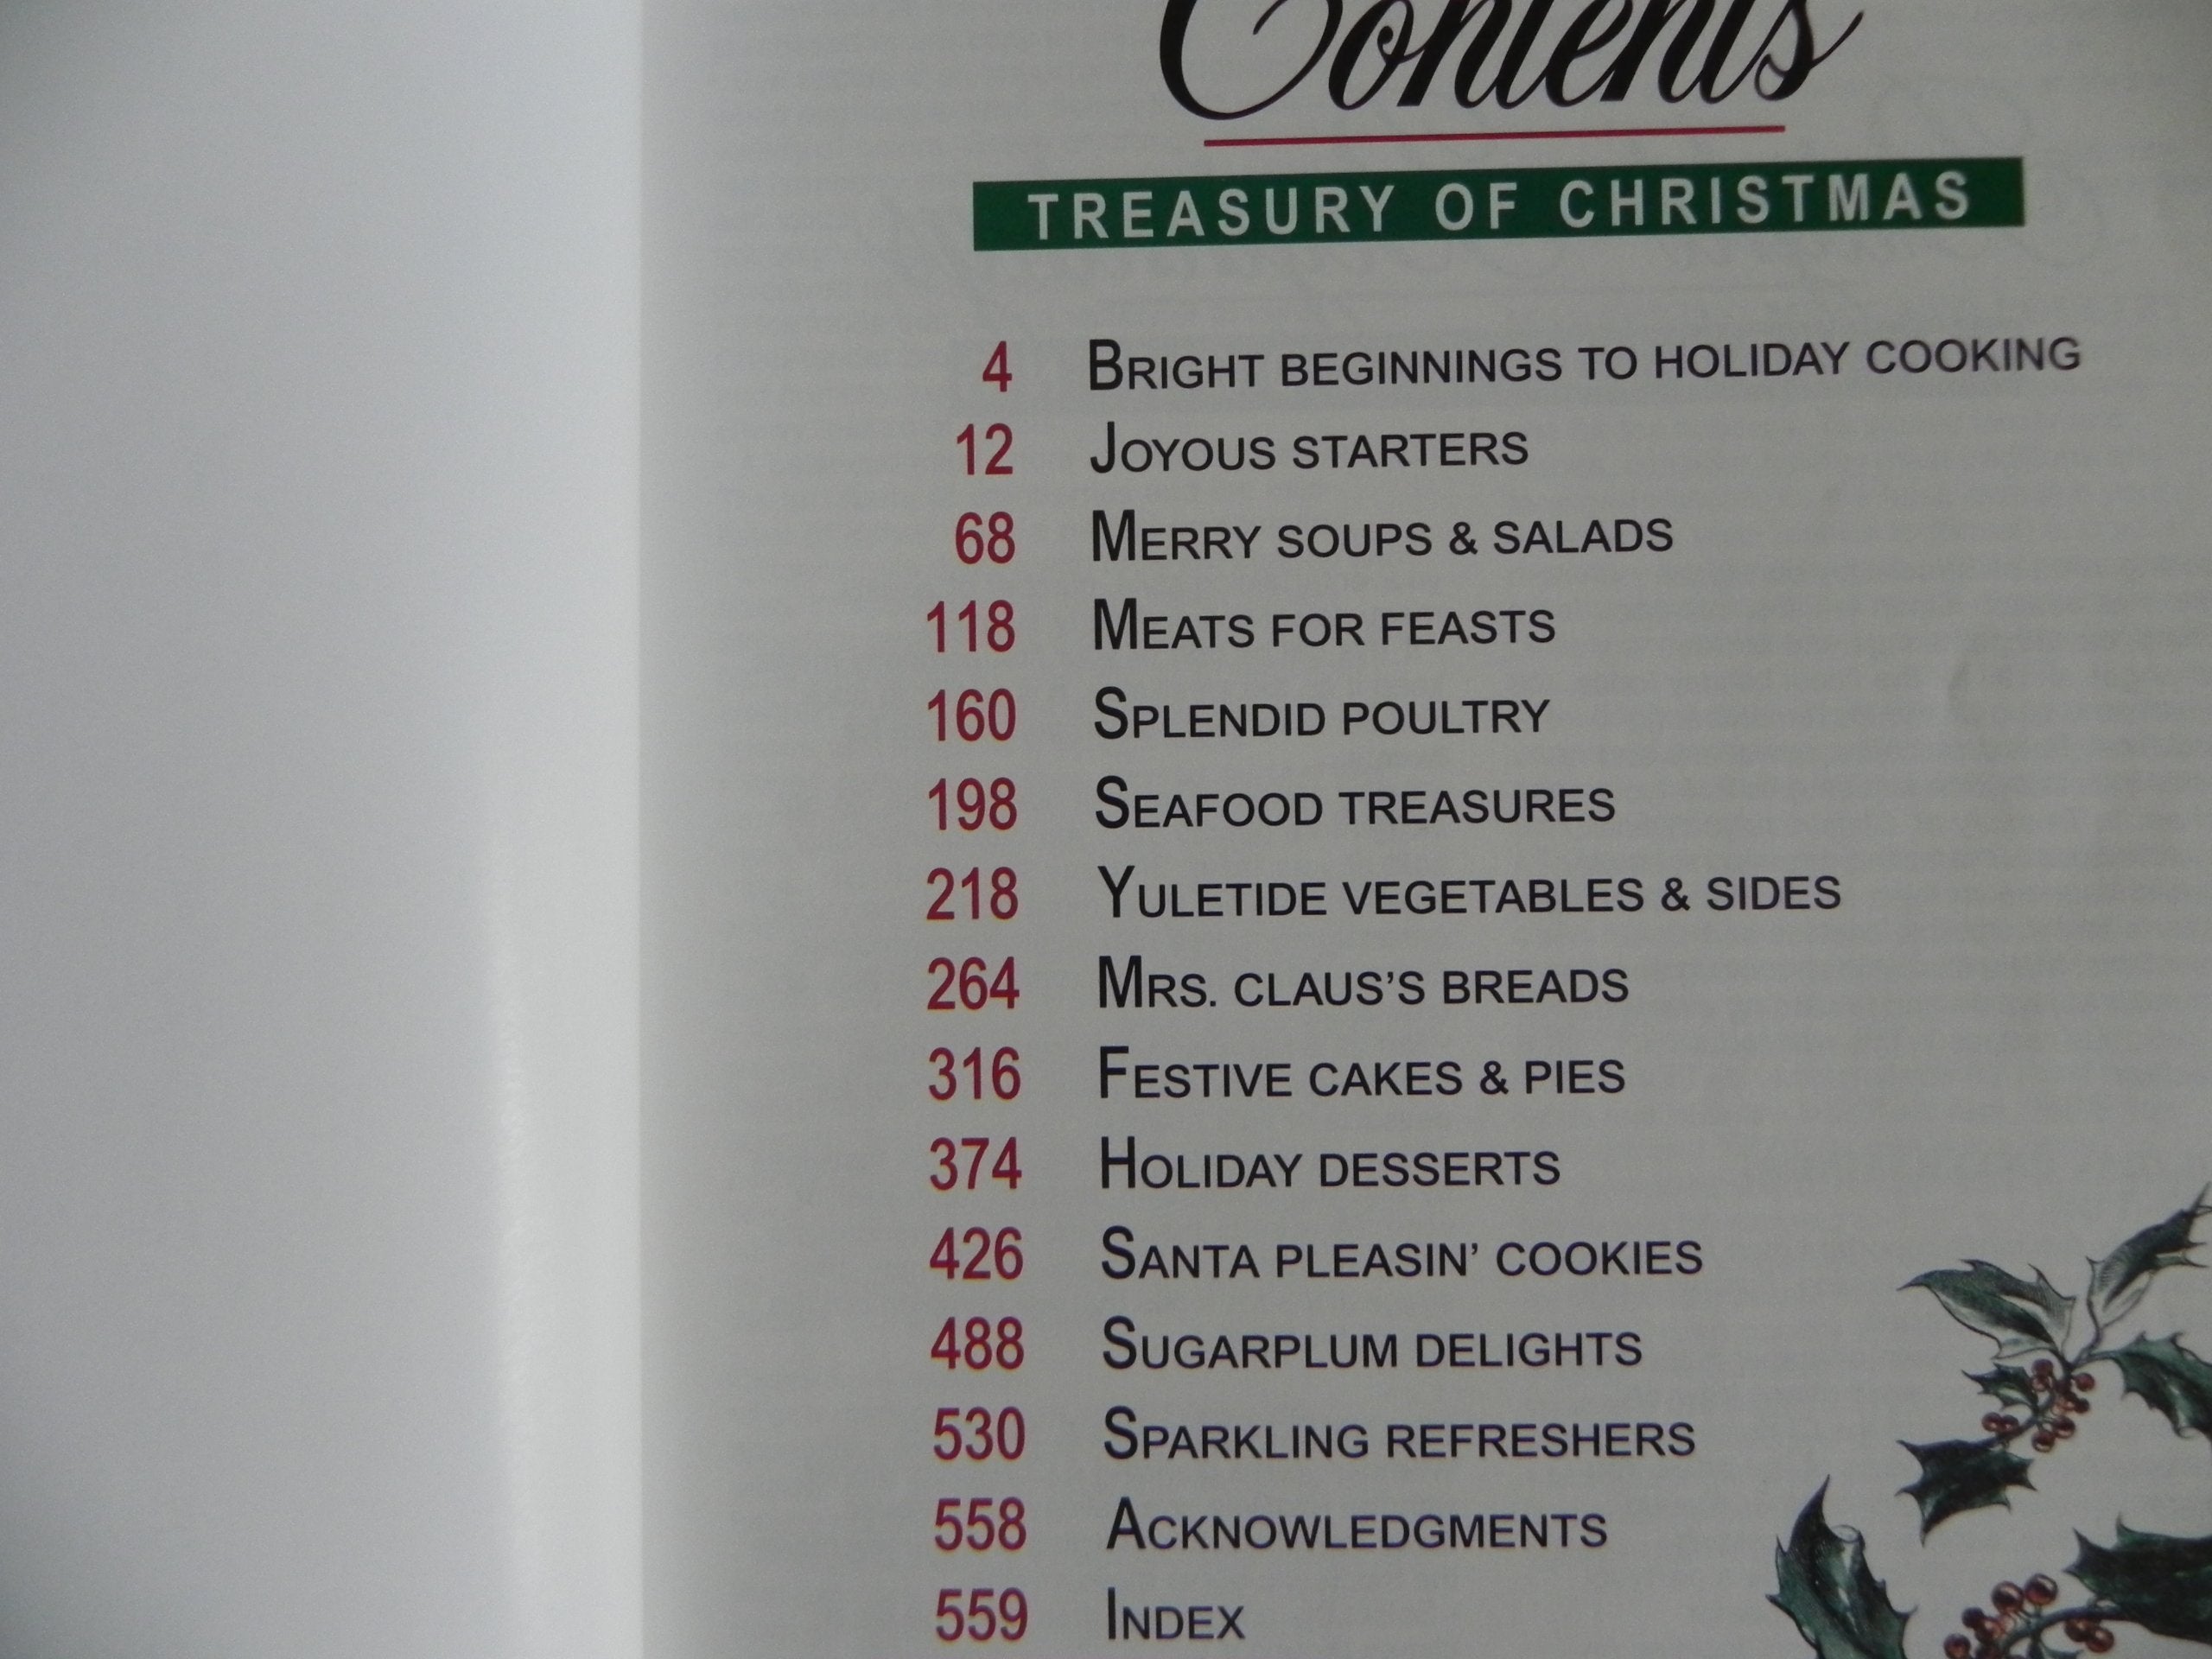 Contents
TREASURY OF CHRISTMAS
4 BRIGHT BEGINNINGS TO HOLIDAY COOKING
12 JOYOUS STARTERS
68 MERRY SOUPS & SALADS
118 MEATS FOR FEASTS
160 SPLENDID POULTRY
198 SEAFOOD TREASURES
218 YULETIDE VEGETABLES & SIDES
264 MRS. CLAUS’S BREADS
316 FESTIVE CAKES & PIES
374 HOLIDAY DESSERTS
426 SANTA PLEASIN’ COOKIES
488 SUGARPLUM DELIGHTS
530 SPARKLING REFRESHERS
558 ACKNOWLEDGMENTS
559 INDEX